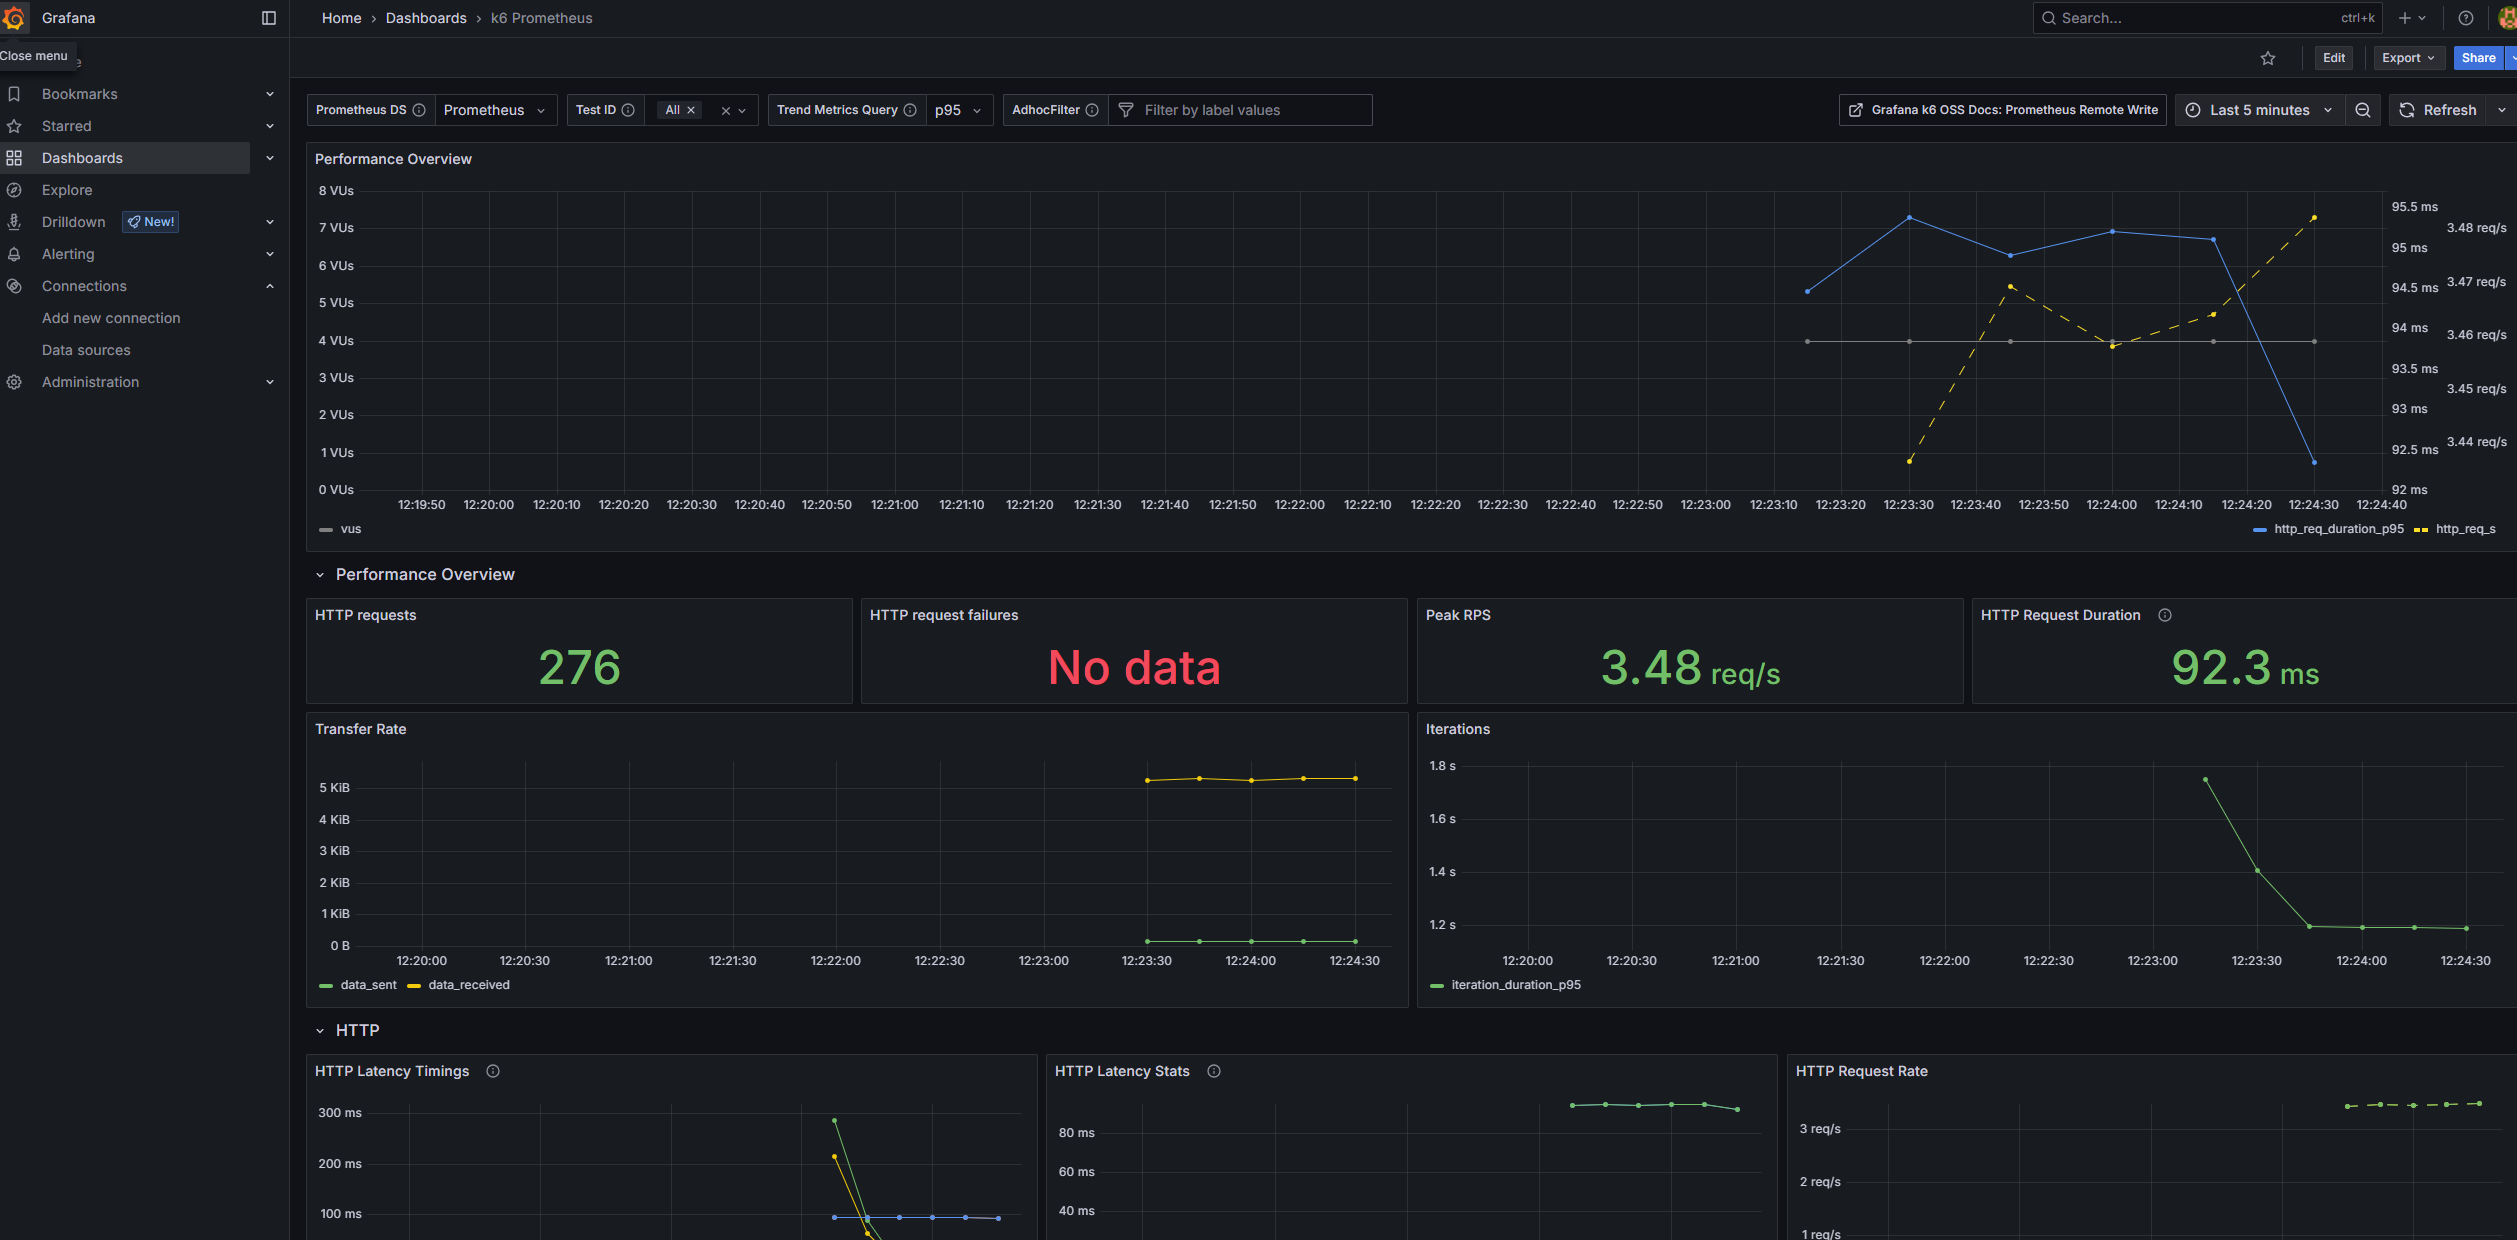 Grafana
Home › Dashboards › k6 Prometheus
Search... ctrl+k
Close menu
Edit Export Share
Bookmarks
Starred
Dashboards
Explore
Drilldown New!
Alerting
Connections
Add new connection
Data sources
Administration
Prometheus DS Prometheus Test ID All Trend Metrics Query p95 AdhocFilter Filter by label values Grafana k6 OSS Docs: Prometheus Remote Write Last 5 minutes Refresh
Performance Overview
8 VUs
7 VUs
6 VUs
5 VUs
4 VUs
3 VUs
2 VUs
1 VUs
0 VUs
95.5 ms
95 ms
94.5 ms
94 ms
93.5 ms
93 ms
92.5 ms
92 ms
3.48 req/s
3.47 req/s
3.46 req/s
3.45 req/s
3.44 req/s
12:19:50 12:20:00 12:20:10 12:20:20 12:20:30 12:20:40 12:20:50 12:21:00 12:21:10 12:21:20 12:21:30 12:21:40 12:21:50 12:22:00 12:22:10 12:22:20 12:22:30 12:22:40 12:22:50 12:23:00 12:23:10 12:23:20 12:23:30 12:23:40 12:23:50 12:24:00 12:24:10 12:24:20 12:24:30 12:24:40
vus http_req_duration_p95 http_req_s
Performance Overview
HTTP requests
276
HTTP request failures
No data
Peak RPS
3.48 req/s
HTTP Request Duration
92.3 ms
Transfer Rate
5 KiB
4 KiB
3 KiB
2 KiB
1 KiB
0 B
12:20:00 12:20:30 12:21:00 12:21:30 12:22:00 12:22:30 12:23:00 12:23:30 12:24:00 12:24:30
data_sent data_received
Iterations
1.8 s
1.6 s
1.4 s
1.2 s
12:20:00 12:20:30 12:21:00 12:21:30 12:22:00 12:22:30 12:23:00 12:23:30 12:24:00 12:24:30
iteration_duration_p95
HTTP
HTTP Latency Timings
300 ms
200 ms
100 ms
HTTP Latency Stats
80 ms
60 ms
40 ms
HTTP Request Rate
3 req/s
2 req/s
1 req/s